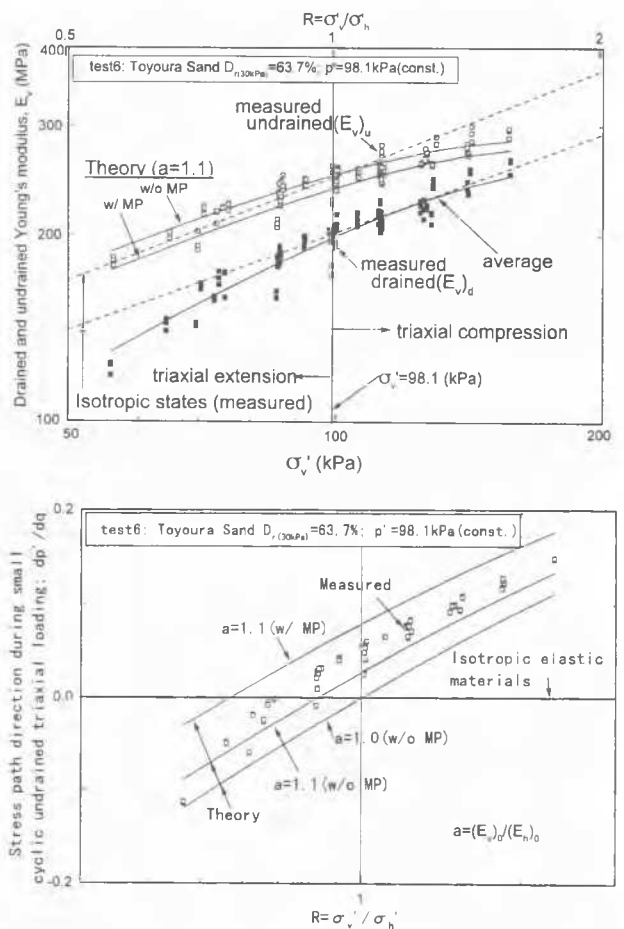 R=σ'ᵥ/σ'ₕ
0.5
1
2
400
test6: Toyoura Sand Dr(30kPa)=63.7%; p'=98.1kPa(const.)
measured
undrained(Eᵥ)ᵤ
300
Theory (a=1.1)
w/o MP
w/ MP
200
average
measured
drained(Eᵥ)d
triaxial compression
triaxial extension
σᵥ'=98.1 (kPa)
Isotropic states (measured)
100
50
100
200
σᵥ' (kPa)
Drained and undrained Young's modulus, Eᵥ (MPa)
0.2
test6: Toyoura Sand Dr(30kPa)=63.7%; p'=98.1kPa(const.)
Measured
a=1.1(w/ MP)
Isotropic elastic
materials
0.0
a=1.0(w/o MP)
a=1.1(w/o MP)
Theory
a=(Eᵥ)₀/(Eₕ)₀
-0.2
1
R=σᵥ'/σₕ'
Stress path direction during small
cyclic undrained triaxial loading; dp'/dq